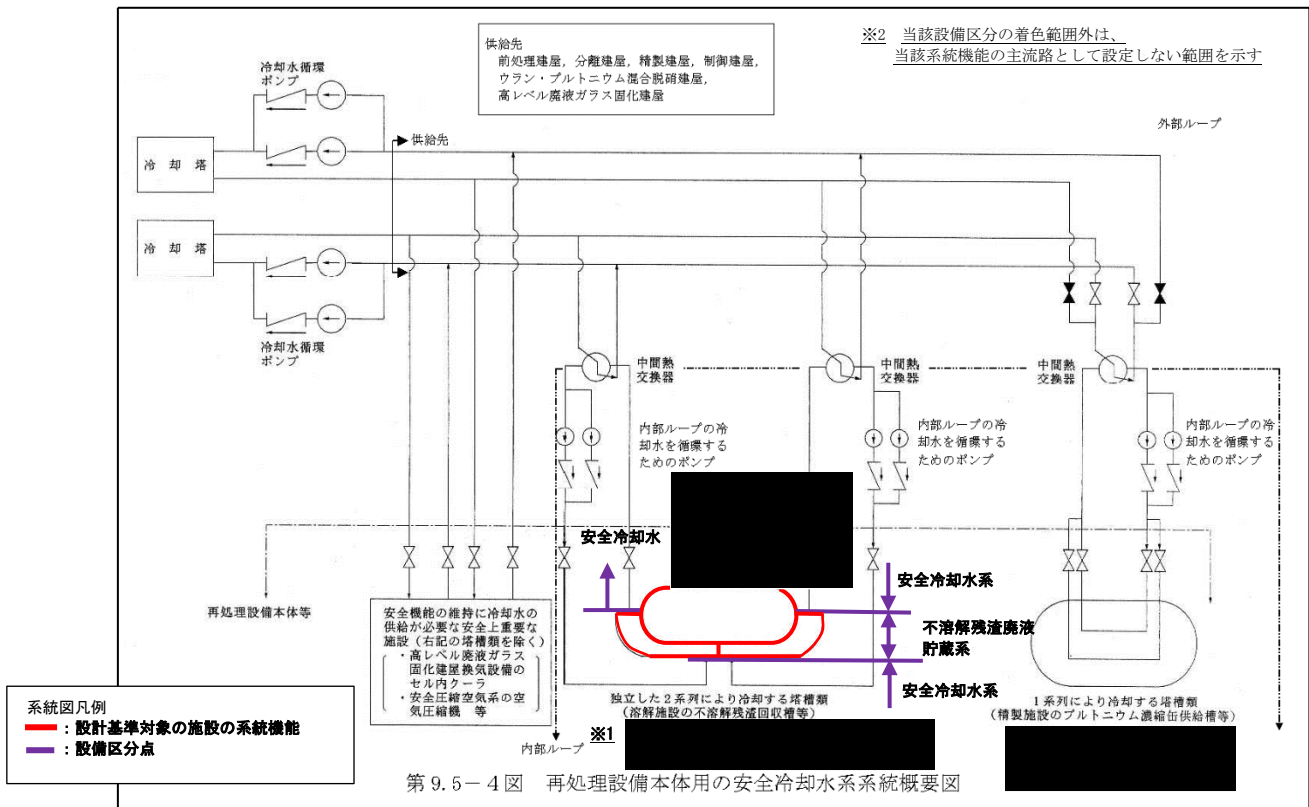 供給先
前処理建屋，分離建屋，精製建屋，制御建屋，
ウラン・プルトニウム混合脱硝建屋，
高レベル廃液ガラス固化建屋
※2 当該設備区分の着色範囲外は、
当該系統機能の主流路として設定しない範囲を示す
冷却水循環
ポンプ
外部ループ
供給先
冷却塔
冷却塔
冷却水循環
ポンプ
中間熱
交換器
中間熱
交換器
中間熱
交換器
内部ループの冷
却水を循環する
ためのポンプ
内部ループの冷
却水を循環する
ためのポンプ
内部ループの冷
却水を循環する
ためのポンプ
安全冷却水
安全冷却水系
不溶解残渣廃液
貯蔵系
安全冷却水系
再処理設備本体等
安全機能の維持に冷却水の
供給が必要な安全上重要な
施設（右記の塔槽類を除く）
・高レベル廃液ガラス
固化建屋換気設備の
セル内クーラ
・安全圧縮空気系の空
気圧縮機 等
独立した2系列により冷却する塔槽類
（溶解施設の不溶解残渣回収槽等）
1系列により冷却する塔槽類
（精製施設のプルトニウム濃縮缶供給槽等）
※1
内部ループ
系統図凡例
：設計基準対象の施設の系統機能
：設備区分点
第9.5－4図 再処理設備本体用の安全冷却水系系統概要図